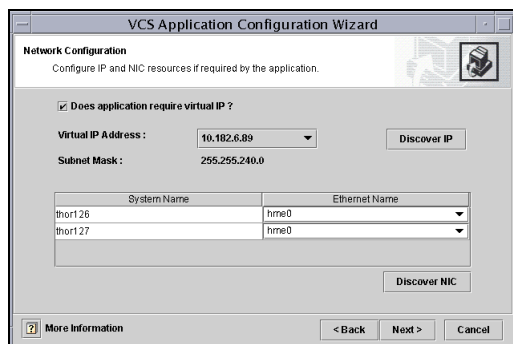 VCS Application Configuration Wizard
Network Configuration
Configure IP and NIC resources if required by the application.
Does application require virtual IP ?
Virtual IP Address : 10.182.6.89 Discover IP
Subnet Mask : 255.255.240.0
System Name Ethernet Name
thor126 hme0
thor127 hme0
Discover NIC
? More Information < Back Next > Cancel